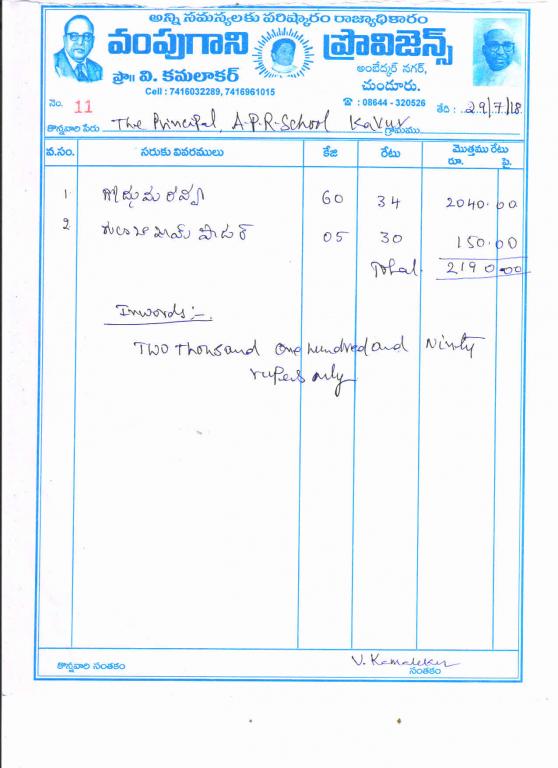 అన్ని సమస్యలకు పరిష్కారం రాజ్యాధికారం
వంపుగాని ప్రొవిజెన్స్
ప్రొ॥ వి. కమలాకర్
అంబేద్కర్ నగర్,
చుండూరు.
Cell : 7416032289, 7416961015
☎ : 08644 - 320526
నెం. 11
తేది : 29/7/18
కొన్నవారి పేరు The Principal, A.P.R-School Kavur గ్రామము
వ.సం. సరుకు వివరములు కేజి రేటు మొత్తము రేటు రూ. పై.
1 గోధుమ రవ్వ 60 34 2040.00
2 పౌడర్ 05 30 150.00
Total. 2190.00
Inwords :-
Two thousand one hundred and Ninty
rupees only
V. Kamalekar
కొన్నవారి సంతకం సంతకం